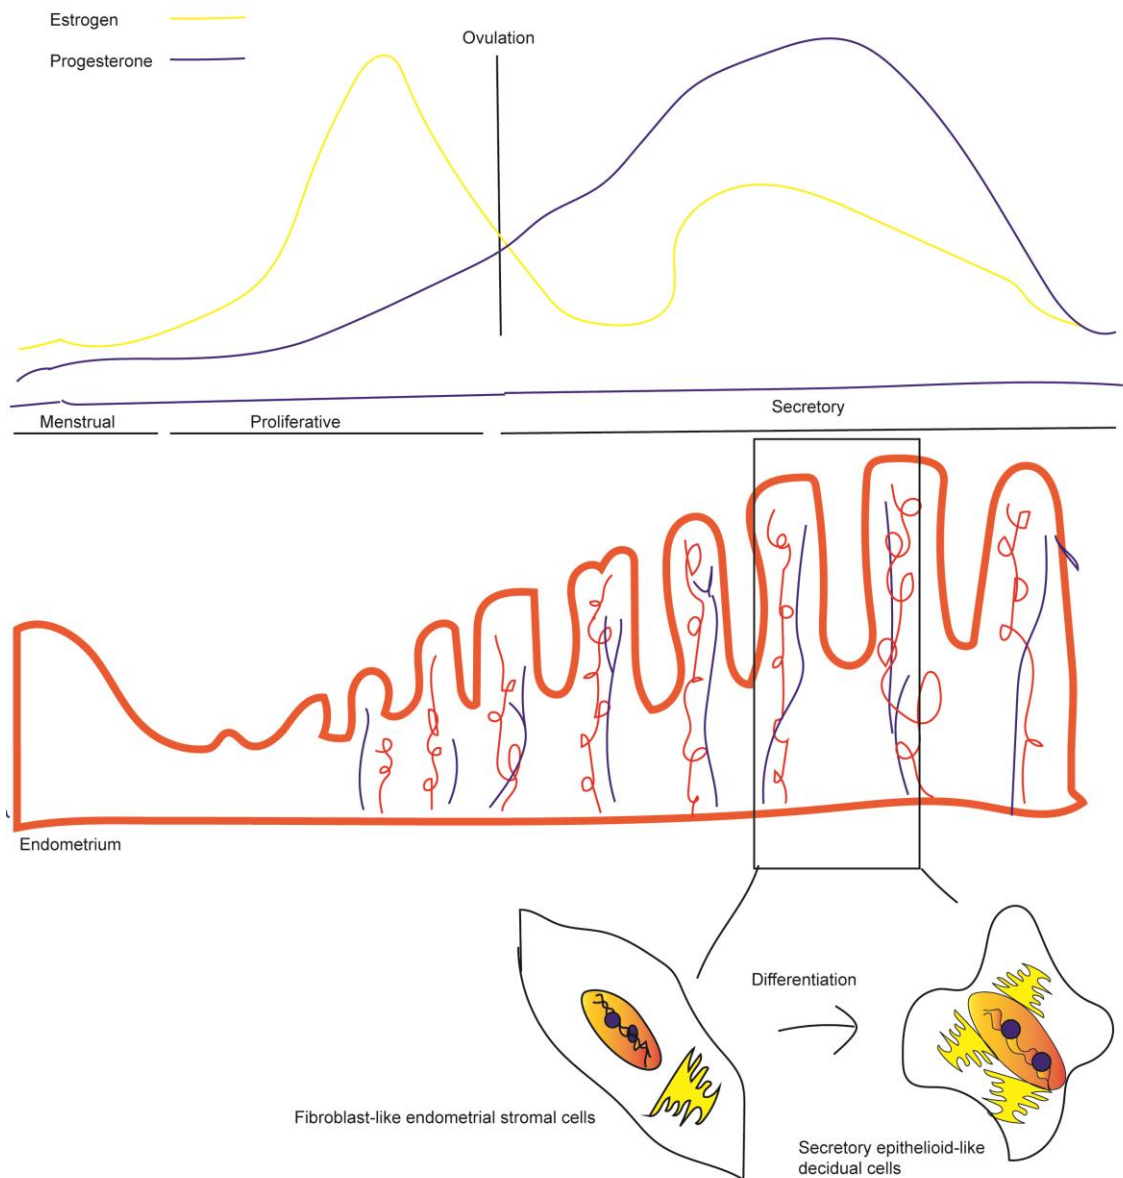 Estrogen
Progesterone
Ovulation
Menstrual
Proliferative
Secretory
Endometrium
Differentiation
Fibroblast-like endometrial stromal cells
Secretory epithelioid-like
decidual cells